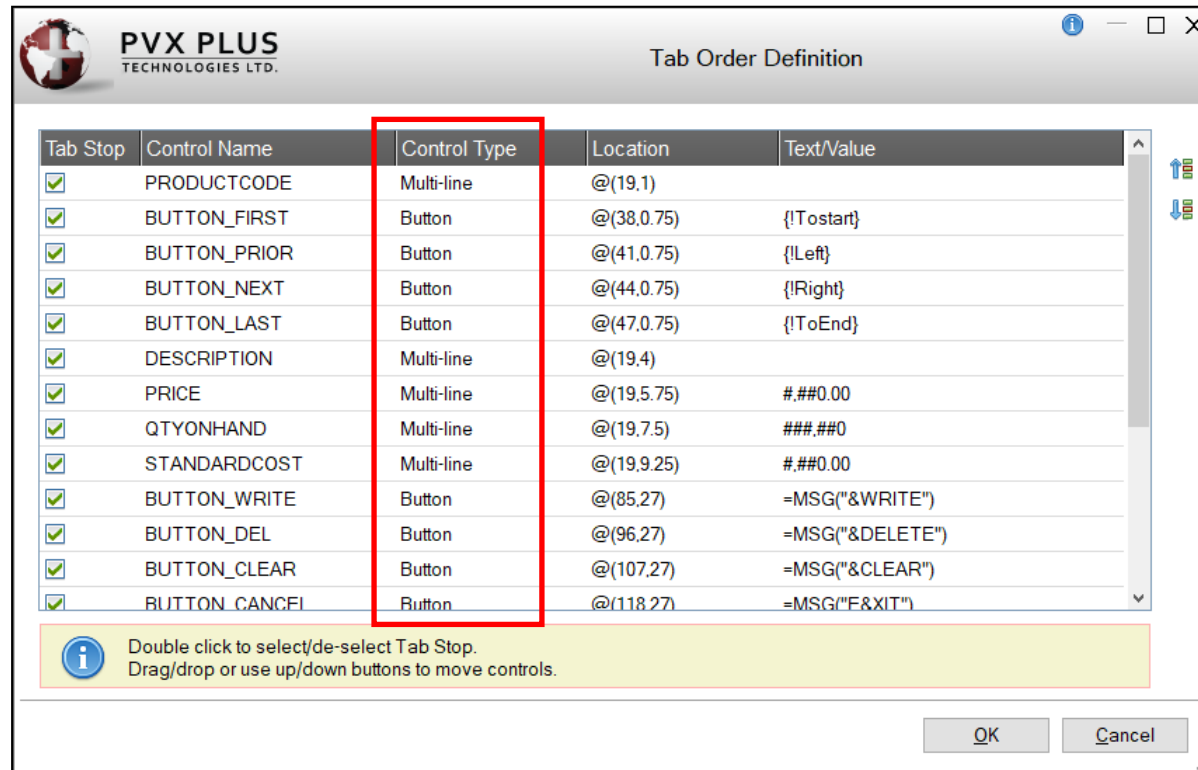 PVX PLUS
TECHNOLOGIES LTD.
Tab Order Definition
Tab Stop Control Name Control Type Location Text/Value
PRODUCTCODE Multi-line @(19,1)
BUTTON_FIRST Button @(38,0.75) {!Tostart}
BUTTON_PRIOR Button @(41,0.75) {!Left}
BUTTON_NEXT Button @(44,0.75) {!Right}
BUTTON_LAST Button @(47,0.75) {!ToEnd}
DESCRIPTION Multi-line @(19,4)
PRICE Multi-line @(19,5.75) #,##0.00
QTYONHAND Multi-line @(19,7.5) ###,##0
STANDARDCOST Multi-line @(19,9.25) #,##0.00
BUTTON_WRITE Button @(85,27) =MSG("&WRITE")
BUTTON_DEL Button @(96,27) =MSG("&DELETE")
BUTTON_CLEAR Button @(107,27) =MSG("&CLEAR")
BUTTON_CANCEL Button @(118,27) =MSG("E&XIT")
Double click to select/de-select Tab Stop.
Drag/drop or use up/down buttons to move controls.
OK Cancel